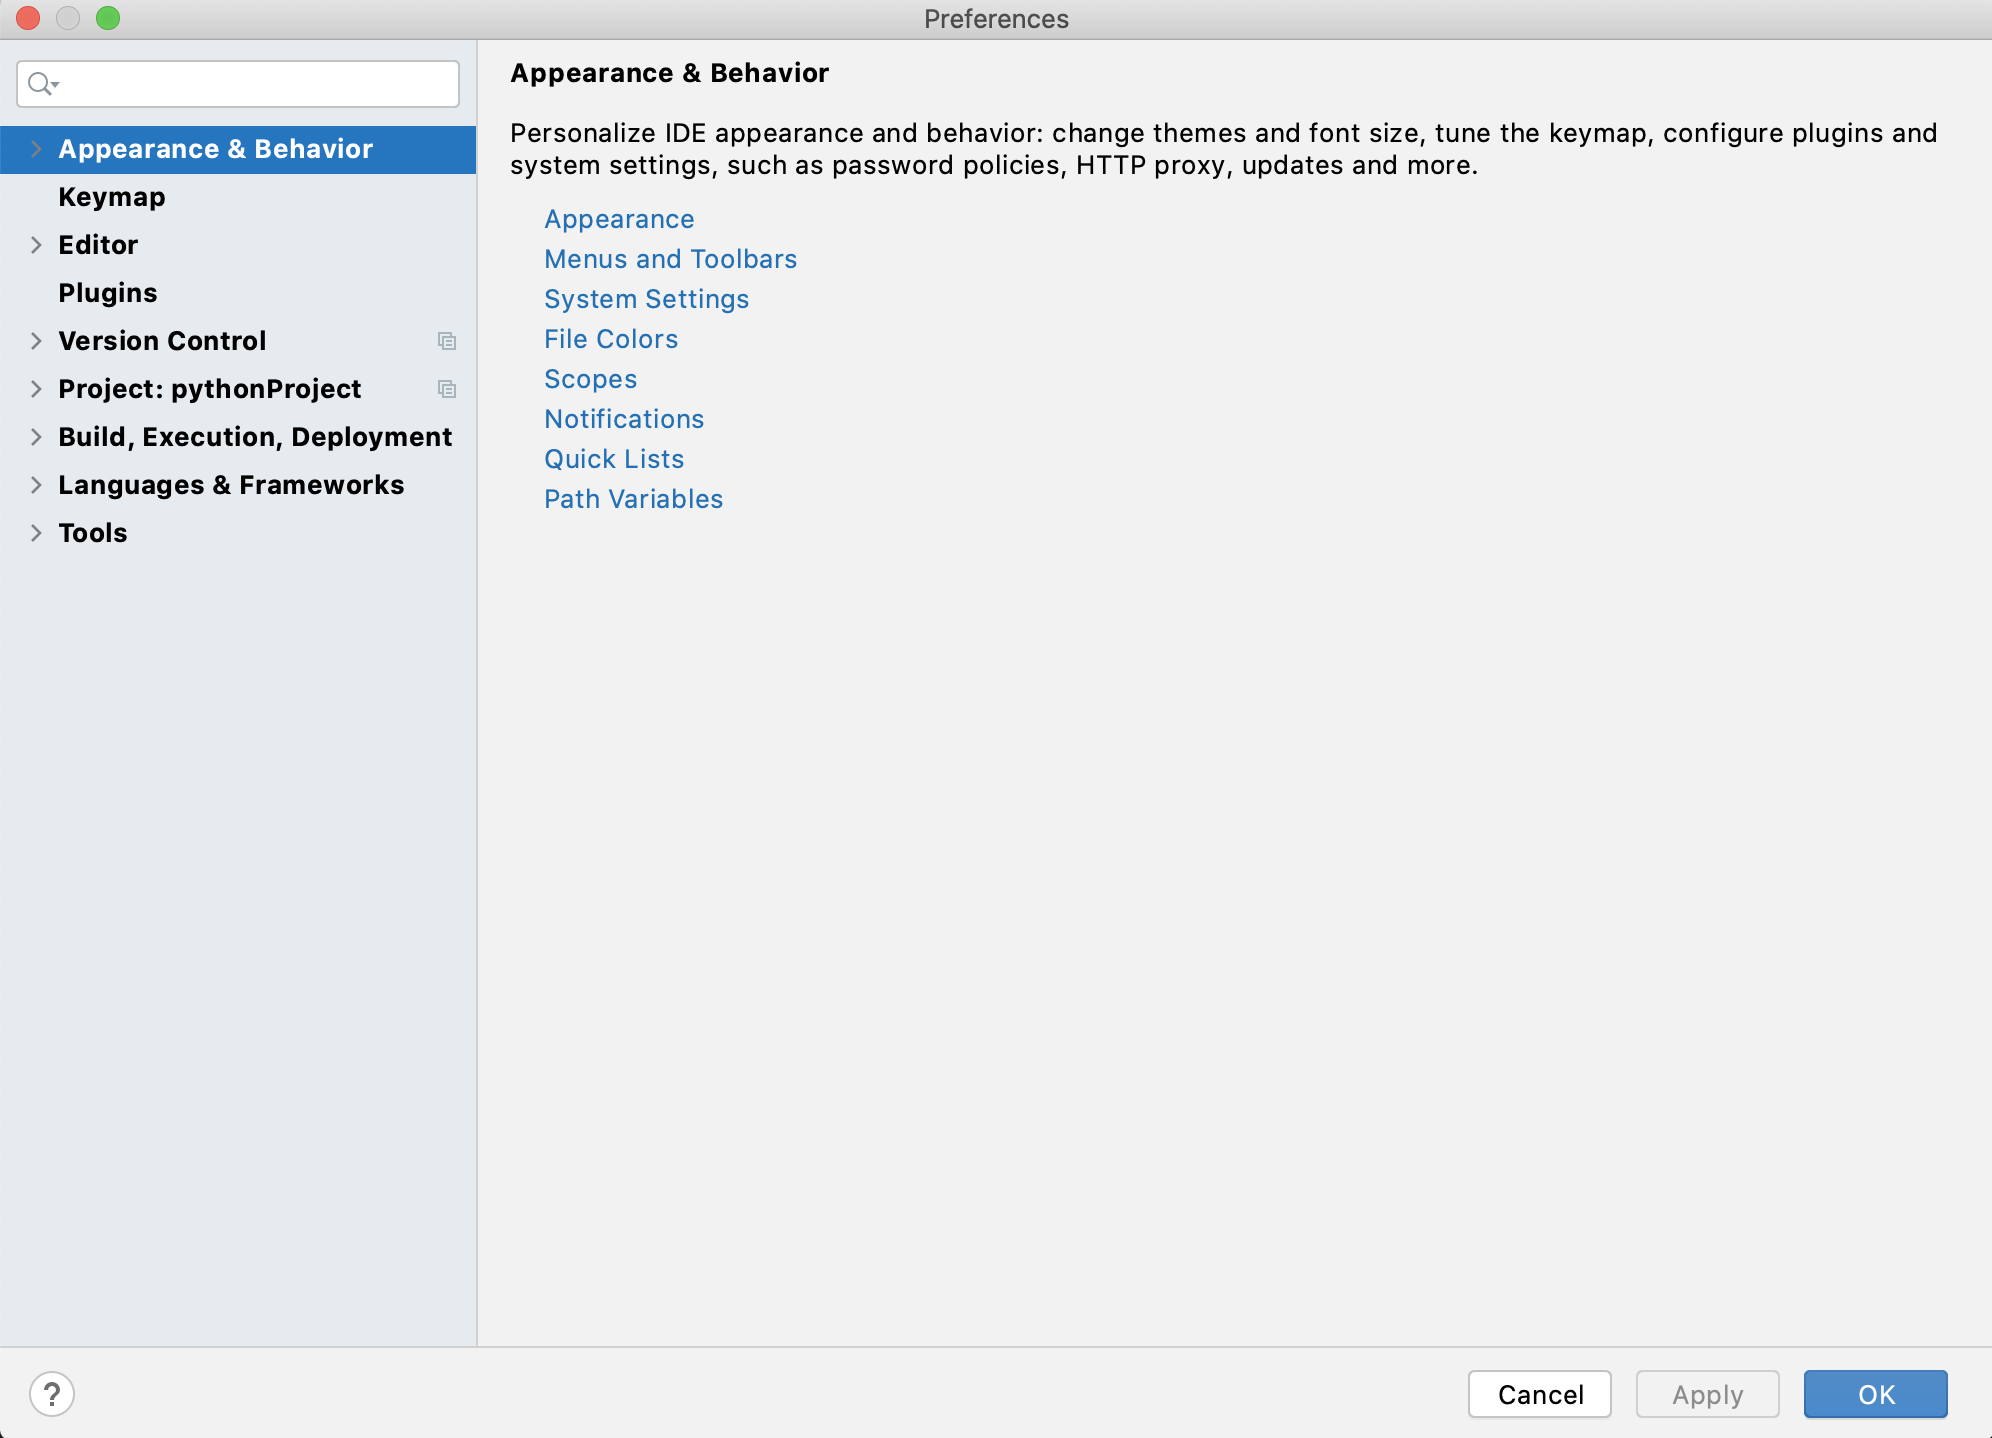 Preferences
Appearance & Behavior
Keymap
Editor
Plugins
Version Control
Project: pythonProject
Build, Execution, Deployment
Languages & Frameworks
Tools
Appearance & Behavior
Personalize IDE appearance and behavior: change themes and font size, tune the keymap, configure plugins and
system settings, such as password policies, HTTP proxy, updates and more.
Appearance
Menus and Toolbars
System Settings
File Colors
Scopes
Notifications
Quick Lists
Path Variables
?
Cancel
Apply
OK